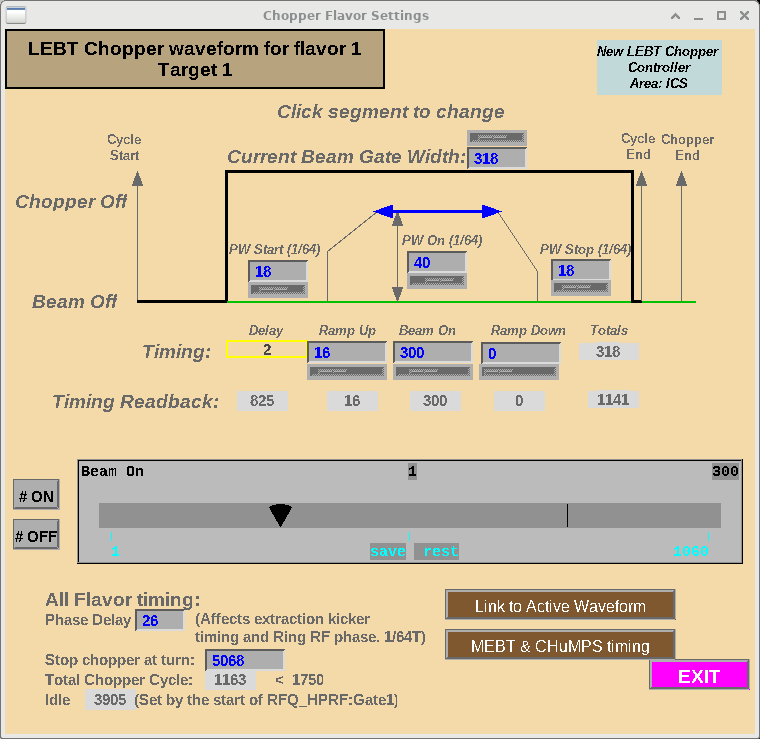 Chopper Flavor Settings
LEBT Chopper waveform for flavor 1
Target 1
New LEBT Chopper
Controller
Area: ICS
Click segment to change
Cycle
Start
Current Beam Gate Width: 318
Cycle
End
Chopper
End
Chopper Off
PW Start (1/64)
18
PW On (1/64)
40
PW Stop (1/64)
18
Beam Off
Delay Ramp Up Beam On Ramp Down Totals
Timing: 2 16 300 0 318
Timing Readback: 825 16 300 0 1141
Beam On 1 300
# ON
# OFF
1 save rest 1000
All Flavor timing:
Phase Delay 26 (Affects extraction kicker
timing and Ring RF phase. 1/64T)
Link to Active Waveform
Stop chopper at turn: 5068
MEBT & CHuMPS timing
Total Chopper Cycle: 1163 < 1750
EXIT
Idle 3905 (Set by the start of RFQ_HPRF:Gate1)